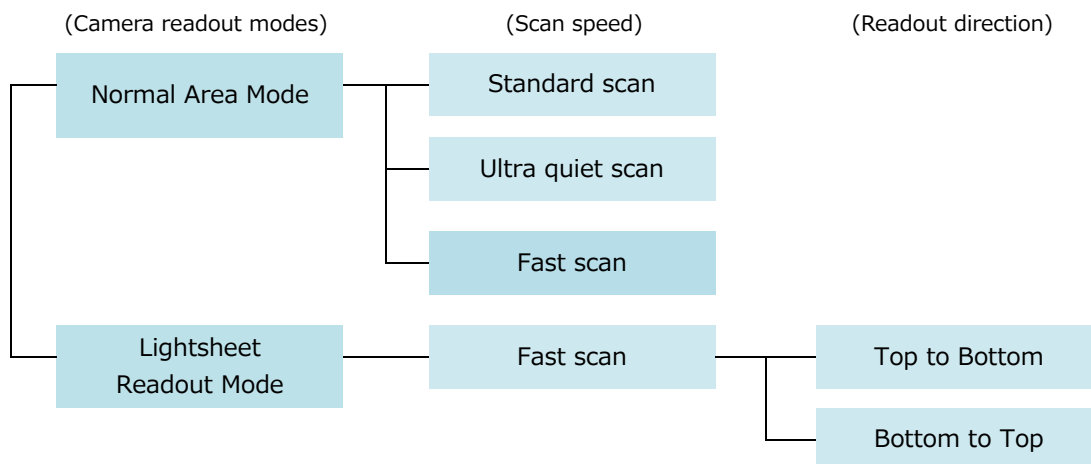 (Camera readout modes)
(Scan speed)
(Readout direction)
Normal Area Mode
Standard scan
Ultra quiet scan
Fast scan
Lightsheet
Readout Mode
Fast scan
Top to Bottom
Bottom to Top